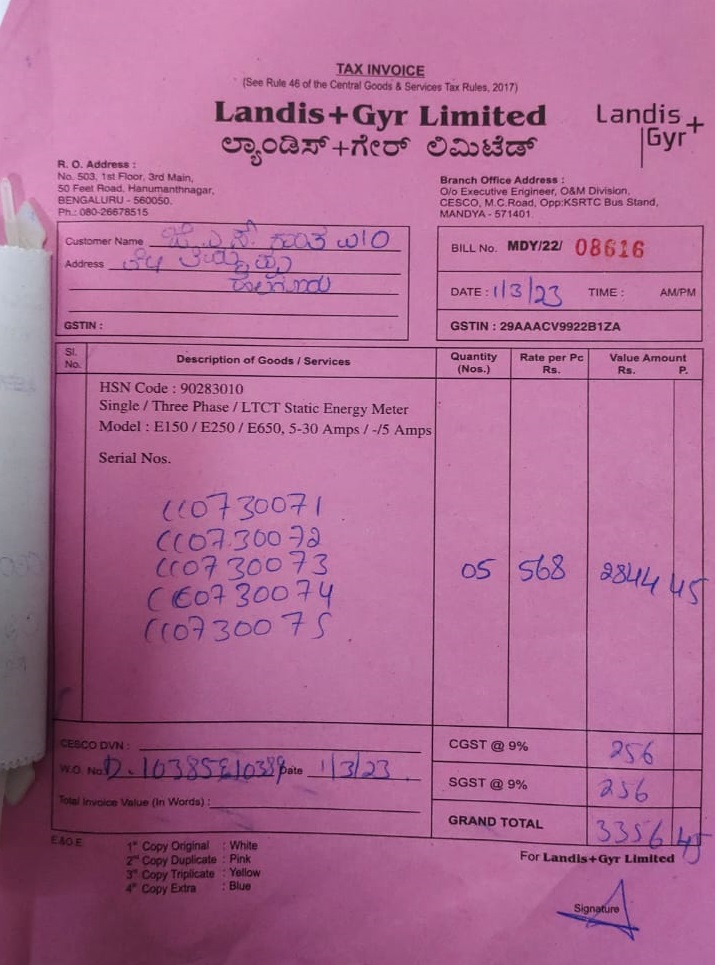 TAX INVOICE
(See Rule 46 of the Central Goods & Services Tax Rules, 2017)
Landis+Gyr Limited
ಲ್ಯಾಂಡಿಸ್+ಗೇರ್ ಲಿಮಿಟೆಡ್
Landis+
Gyr
R. O. Address :
No. 503, 1st Floor, 3rd Main,
50 Feet Road, Hanumanthnagar,
BENGALURU - 560050.
Ph.: 080-26678515
Branch Office Address :
O/o Executive Engineer, O&M Division,
CESCO, M.C.Road, Opp:KSRTC Bus Stand,
MANDYA - 571401.
Customer Name W/O
Address
GSTIN :
BILL No. MDY/22/ 08616
DATE : 1/3/23 TIME : AM/PM
GSTIN : 29AAACV9922B1ZA
Sl. No. Description of Goods / Services Quantity (Nos.) Rate per Pc Rs. Value Amount Rs. P.
HSN Code : 90283010
Single / Three Phase / LTCT Static Energy Meter
Model : E150 / E250 / E650, 5-30 Amps / -/5 Amps
Serial Nos.
CC0730071
CC0730072
CC0730073 05 568 2844 45
0730074
CC0730075
CESCO DVN :
W.O. No. Date 1/3/23
Total Invoice Value (In Words) :
CGST @ 9% 256
SGST @ 9% 256
GRAND TOTAL 3356 45
E&O.E
1st Copy Original : White
2nd Copy Duplicate : Pink
3rd Copy Triplicate : Yellow
4th Copy Extra : Blue
For Landis+Gyr Limited
Signature